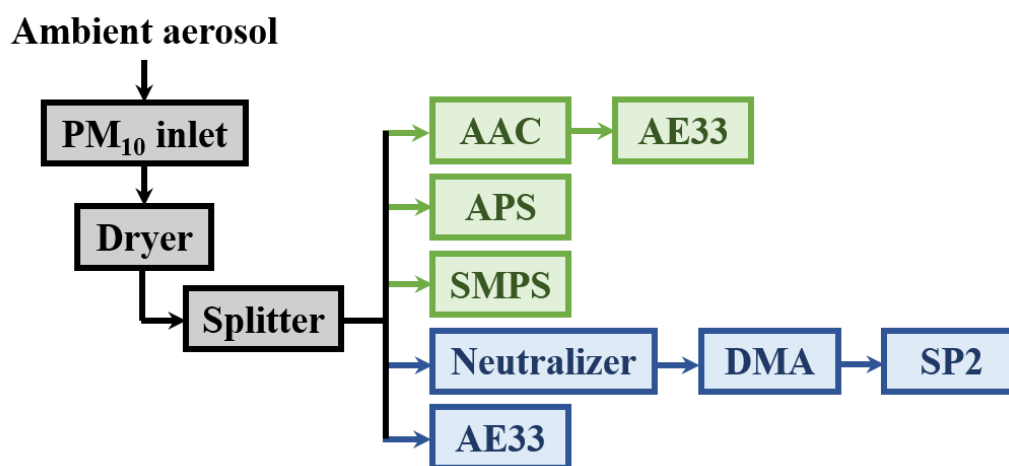 Ambient aerosol
PM₁₀ inlet
Dryer
Splitter
AAC
AE33
APS
SMPS
Neutralizer
DMA
SP2
AE33